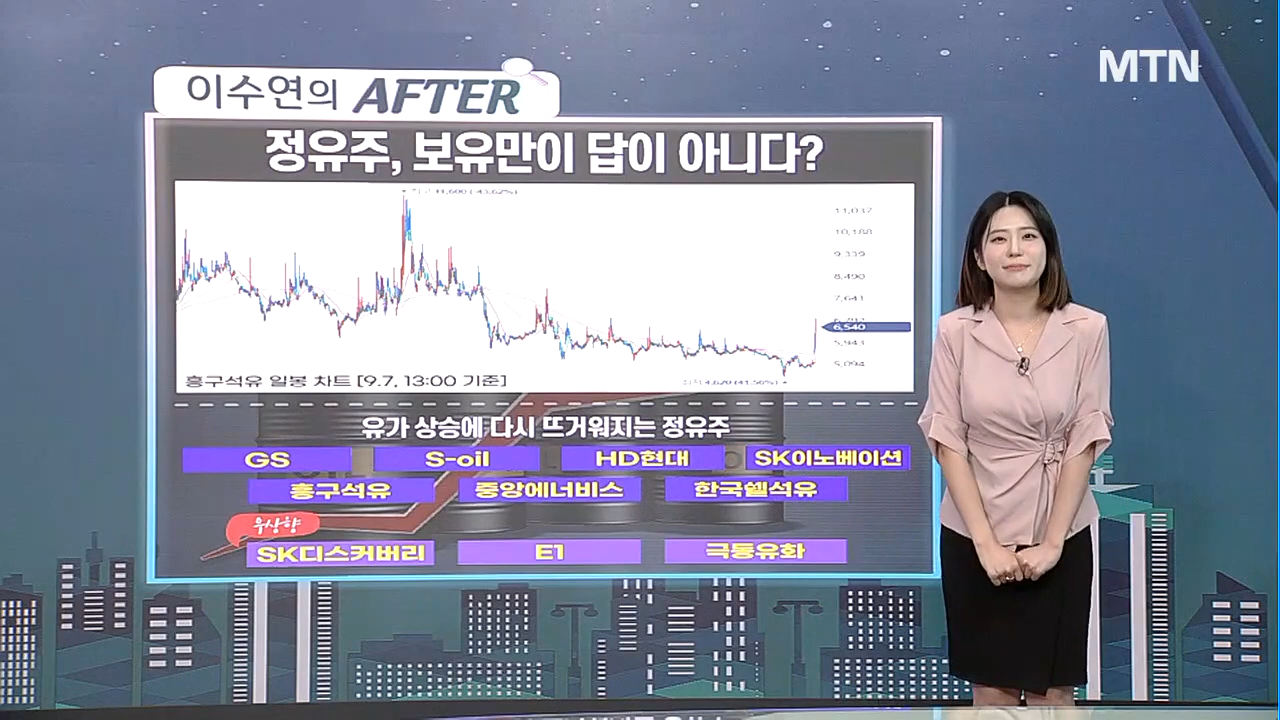 MTN
이수연의 AFTER
정유주, 보유만이 답이 아니다?
11,037
10,188
9,339
8,490
7,641
6,540
5,943
5,094
흥구석유 일봉 차트 [9.7, 13:00 기준]
유가 상승에 다시 뜨거워지는 정유주
GS S-oil HD현대 SK이노베이션
흥구석유 중앙에너비스 한국쉘석유
우상향
SK디스커버리 E1 극동유화